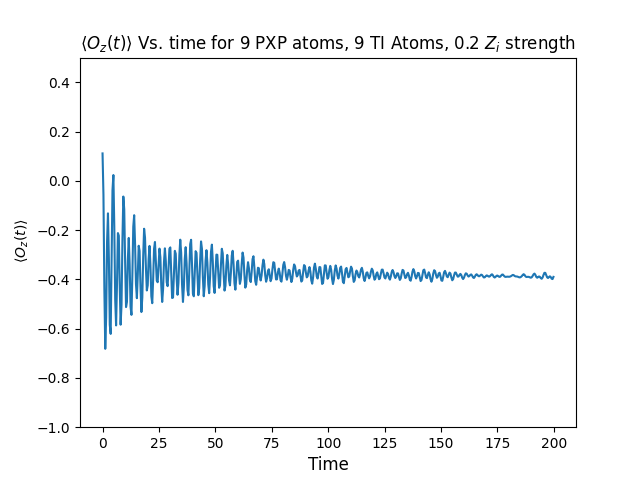 ⟨O_z(t)⟩ Vs. time for 9 PXP atoms, 9 TI Atoms, 0.2 Z_i strength
0.4
0.2
0.0
−0.2
−0.4
−0.6
−0.8
−1.0
⟨O_z(t)⟩
0 25 50 75 100 125 150 175 200
Time